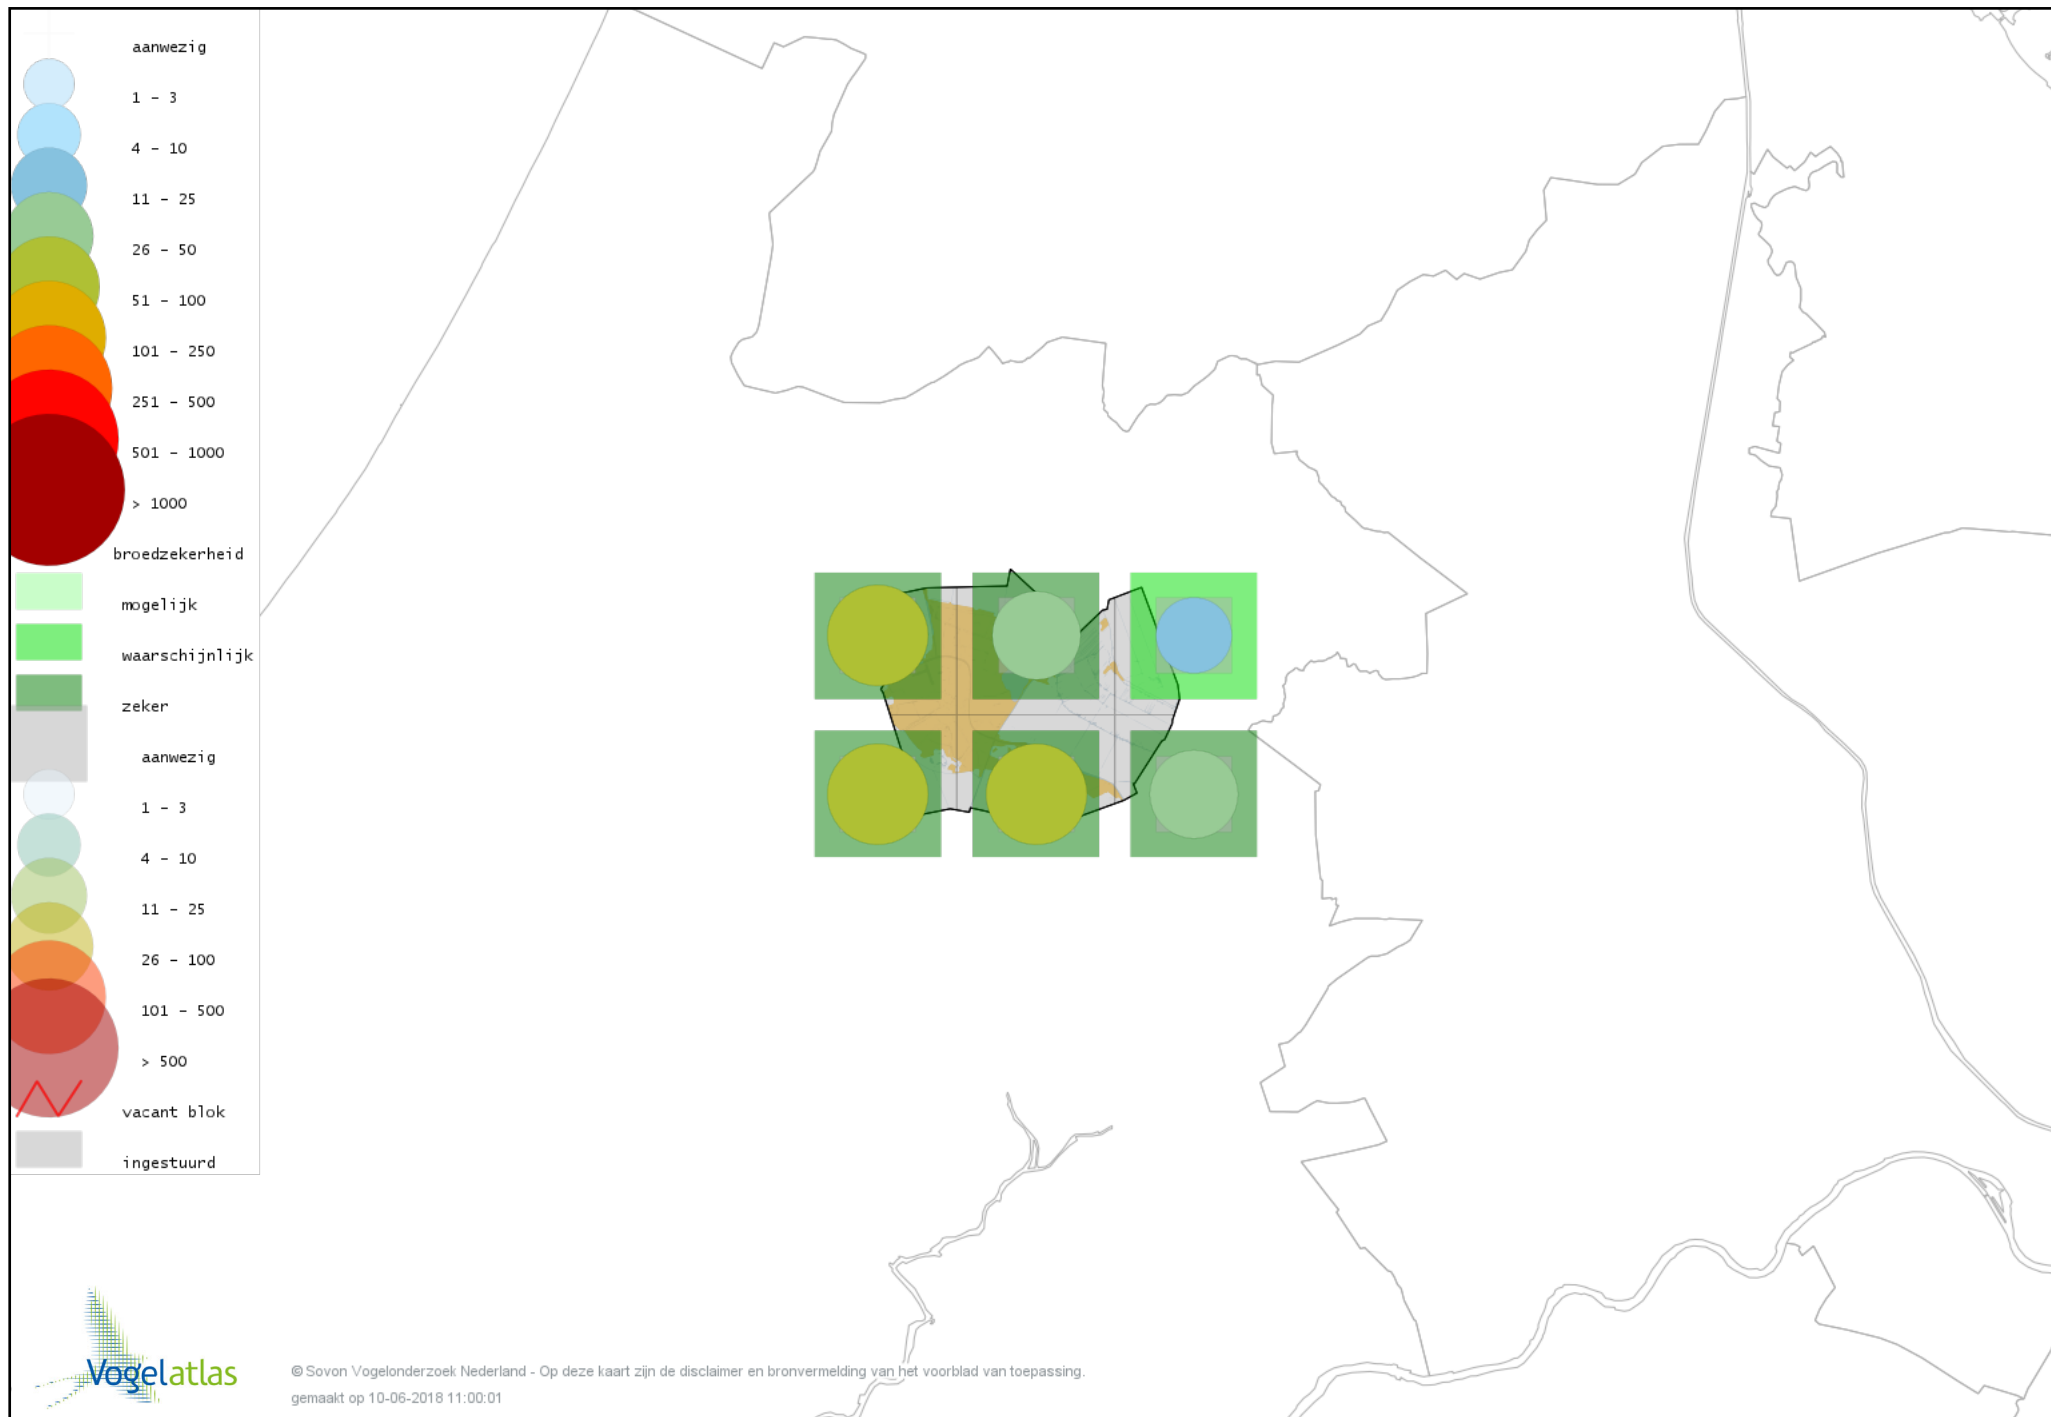 aanwezig
1 - 3
4 - 10
11 - 25
26 - 50
51 - 100
101 - 250
251 - 500
501 - 1000
> 1000
broedzekerheid
mogelijk
waarschijnlijk
zeker
aanwezig
1 - 3
4 - 10
11 - 25
26 - 100
101 - 500
> 500
vacant blok
ingestuurd
Vogelatlas
© Sovon Vogelonderzoek Nederland - Op deze kaart zijn de disclaimer en bronvermelding van het voorblad van toepassing.
gemaakt op 10-06-2018 11:00:01